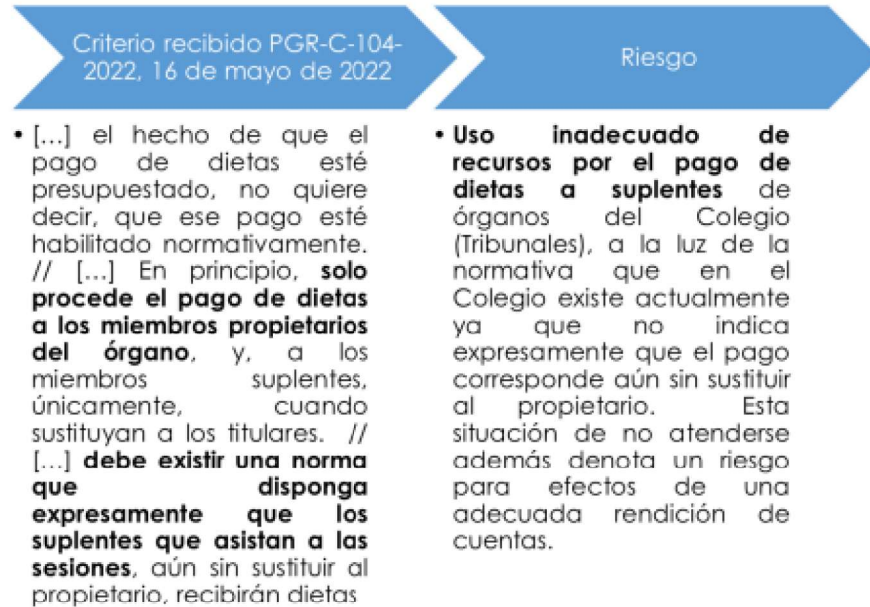 Criterio recibido PGR-C-104-
2022, 16 de mayo de 2022
• […] el hecho de que el
pago de dietas esté
presupuestado, no quiere
decir, que ese pago esté
habilitado normativamente.
// […] En principio, solo
procede el pago de dietas
a los miembros propietarios
del órgano, y, a los
miembros suplentes,
únicamente, cuando
sustituyan a los titulares. //
[…] debe existir una norma
que disponga
expresamente que los
suplentes que asistan a las
sesiones, aún sin sustituir al
propietario, recibirán dietas
Riesgo
• Uso inadecuado de
recursos por el pago de
dietas a suplentes de
órganos del Colegio
(Tribunales), a la luz de la
normativa que en el
Colegio existe actualmente
ya que no indica
expresamente que el pago
corresponde aún sin sustituir
al propietario. Esta
situación de no atenderse
además denota un riesgo
para efectos de una
adecuada rendición de
cuentas.